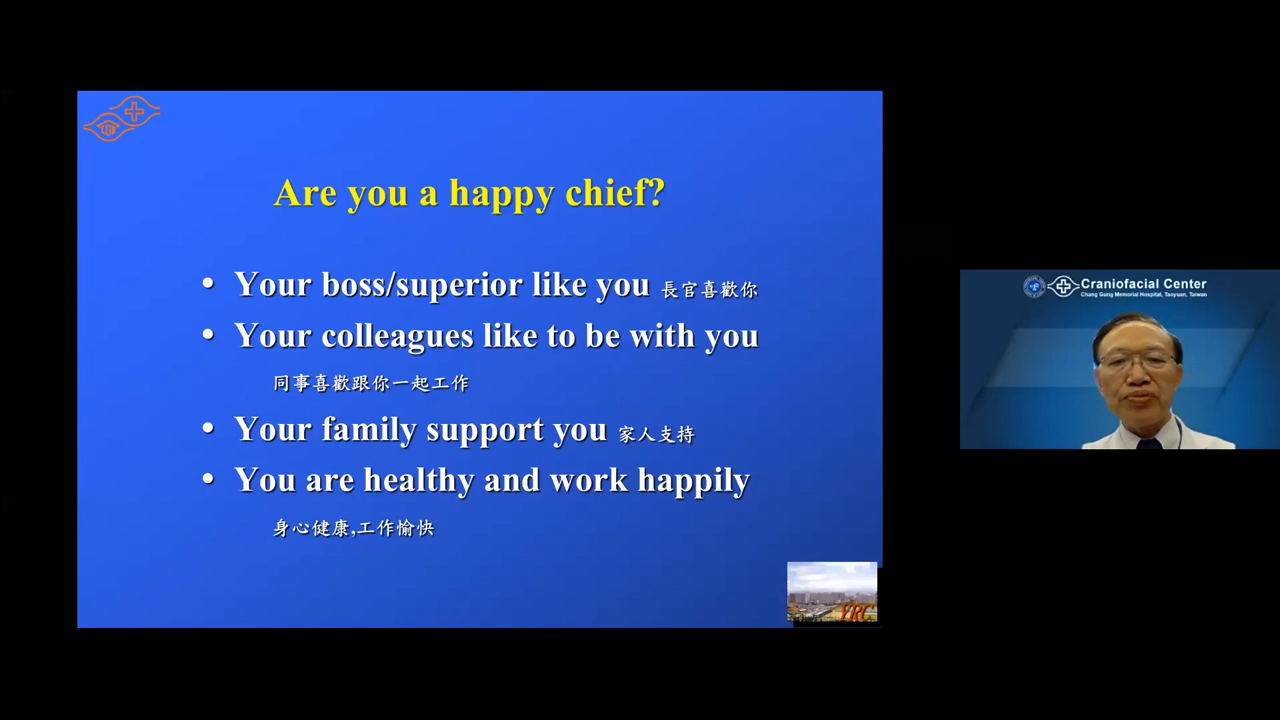 Are you a happy chief?
• Your boss/superior like you 長官喜歡你
• Your colleagues like to be with you
同事喜歡跟你一起工作
• Your family support you 家人支持
• You are healthy and work happily
身心健康,工作愉快
YRC
Craniofacial Center
Chang Gung Memorial Hospital, Taoyuan, Taiwan